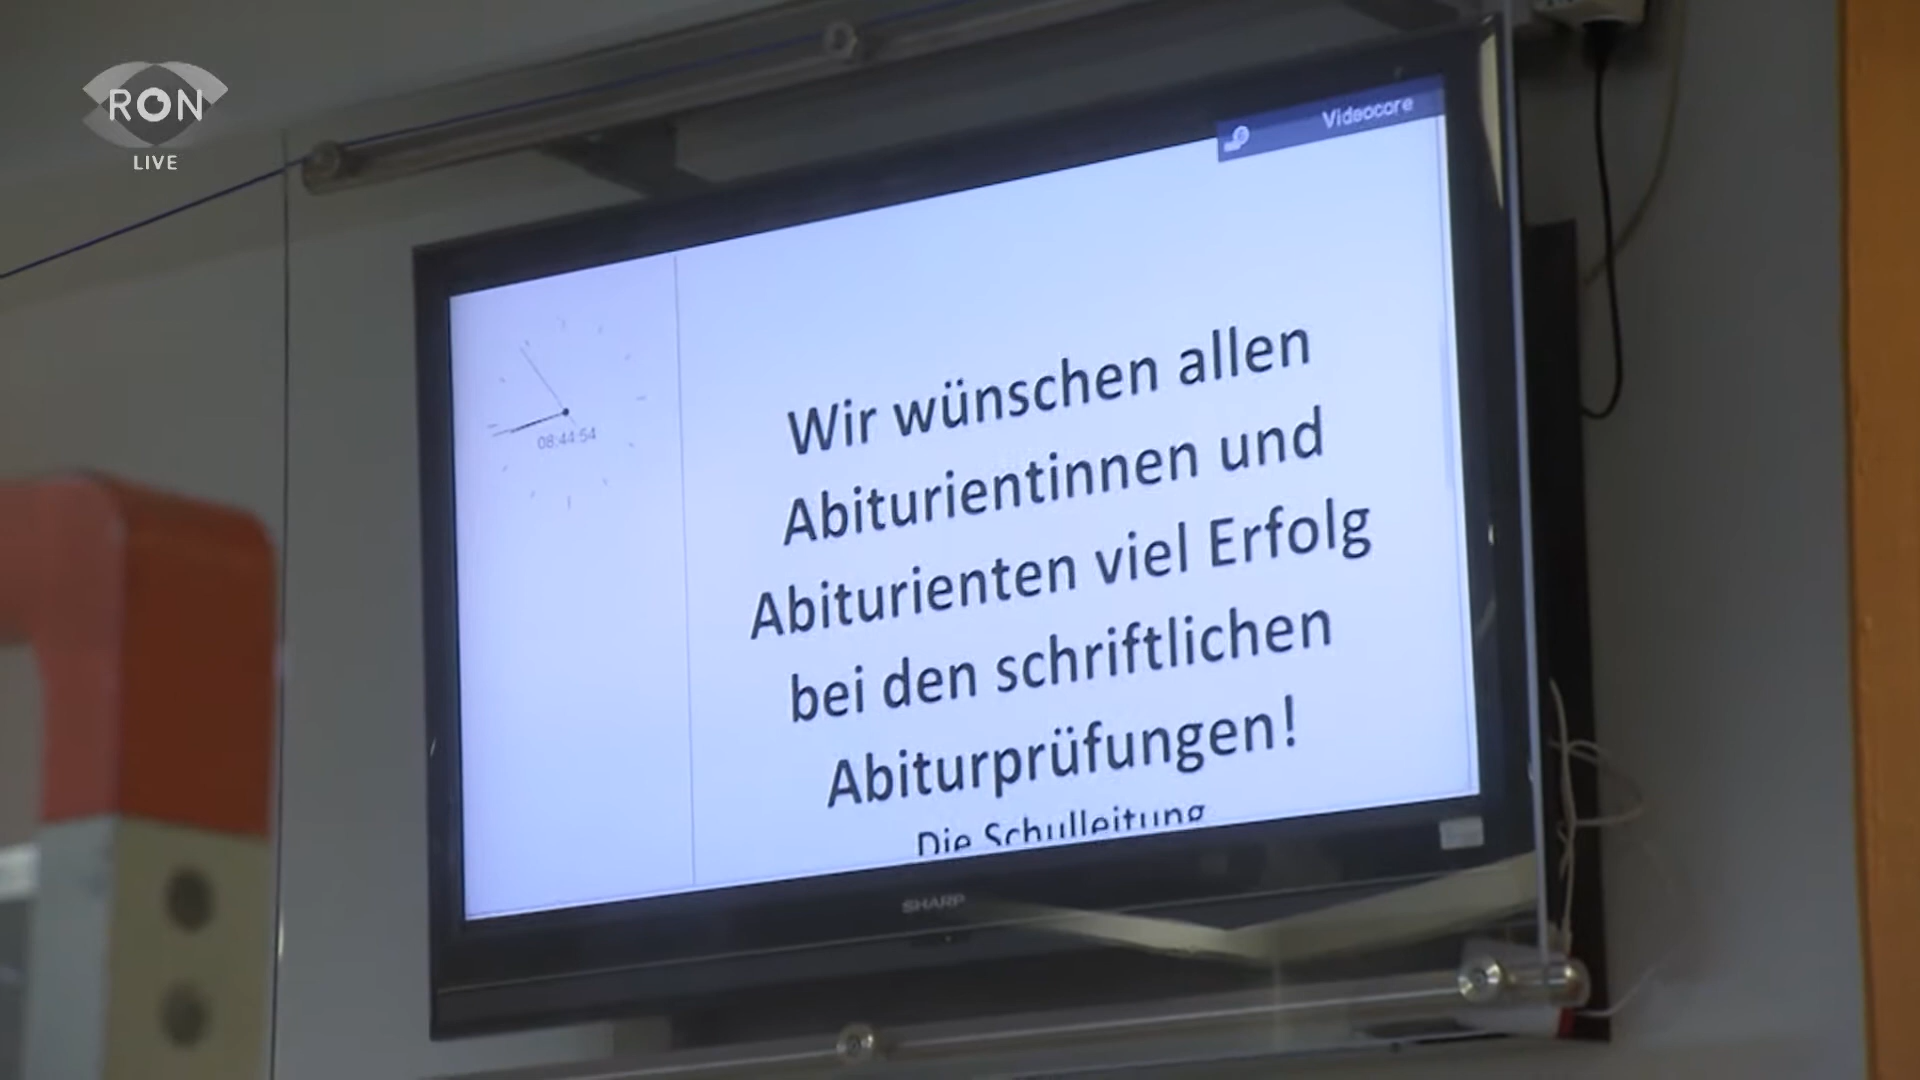 RON
LIVE
Videocore
08:44:54
Wir wünschen allen
Abiturientinnen und
Abiturienten viel Erfolg
bei den schriftlichen
Abiturprüfungen!
Die Schulleitung
SHARP